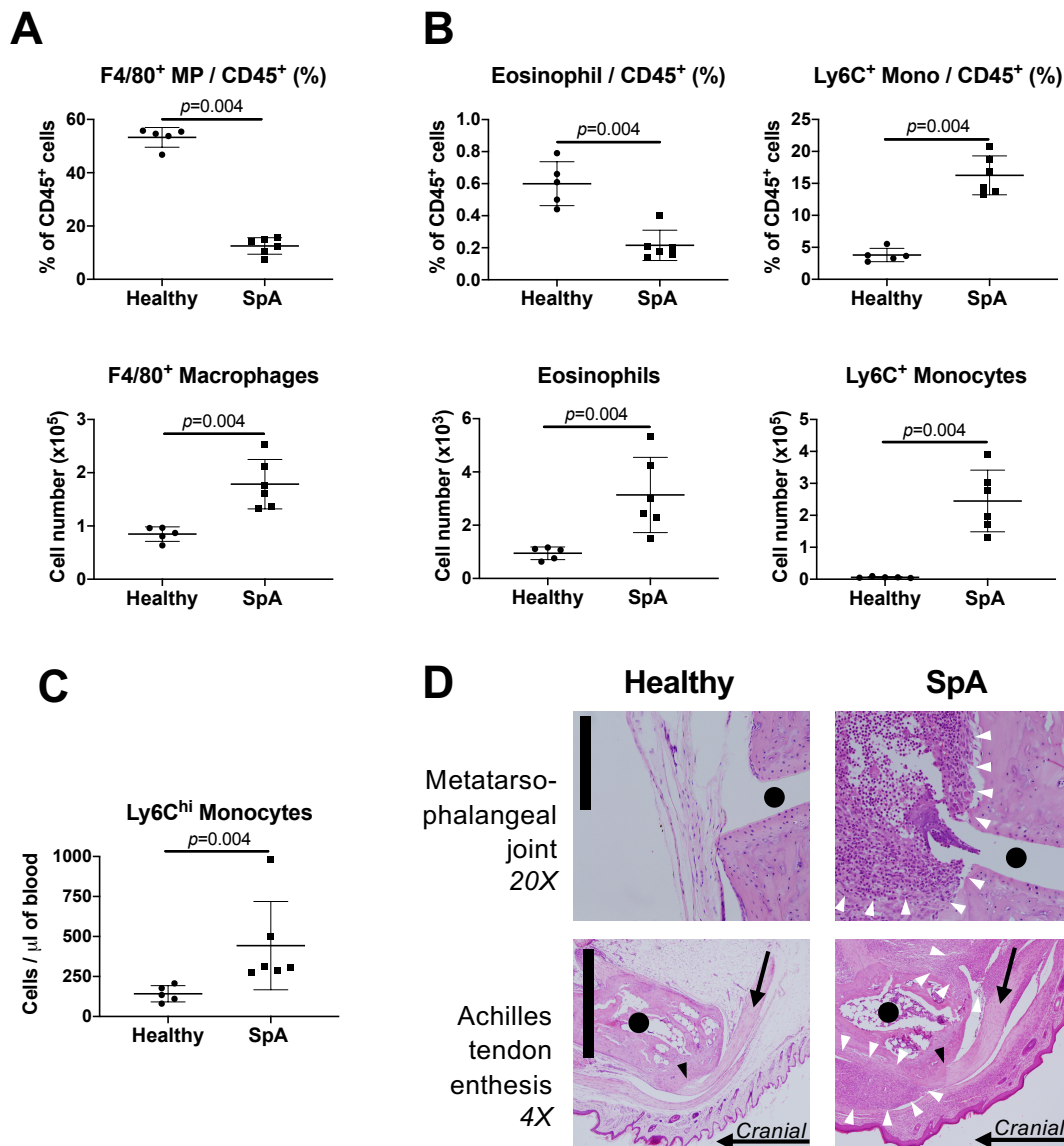 A
F4/80⁺ MP / CD45⁺ (%)
p=0.004
% of CD45⁺ cells
60
40
20
0
Healthy
SpA
F4/80⁺ Macrophages
p=0.004
Cell number (x10⁵)
3
2
1
0
Healthy
SpA
B
Eosinophil / CD45⁺ (%)
p=0.004
% of CD45⁺ cells
1.0
0.8
0.6
0.4
0.2
0.0
Healthy
SpA
Ly6C⁺ Mono / CD45⁺ (%)
p=0.004
% of CD45⁺ cells
25
20
15
10
5
0
Healthy
SpA
Eosinophils
p=0.004
Cell number (x10³)
6
4
2
0
Healthy
SpA
Ly6C⁺ Monocytes
p=0.004
Cell number (x10⁵)
5
4
3
2
1
0
Healthy
SpA
C
Ly6Cʰⁱ Monocytes
p=0.004
Cells / µl of blood
1000
750
500
250
0
Healthy
SpA
D
Healthy
SpA
Metatarso-
phalangeal
joint
20X
Achilles
tendon
enthesis
4X
Cranial
Cranial